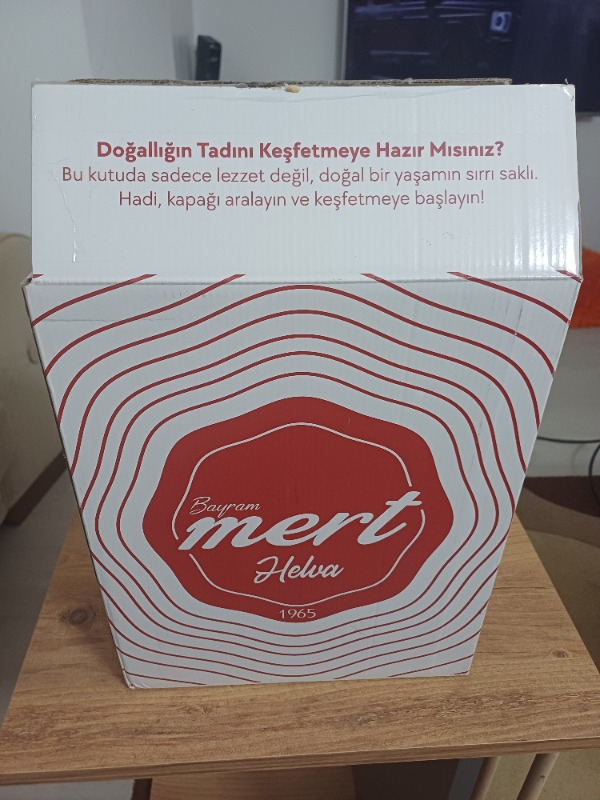 Doğallığın Tadını Keşfetmeye Hazır Mısınız?
Bu kutuda sadece lezzet değil, doğal bir yaşamın sırrı saklı.
Hadi, kapağı aralayın ve keşfetmeye başlayın!
Bayram
mert
Helva
1965